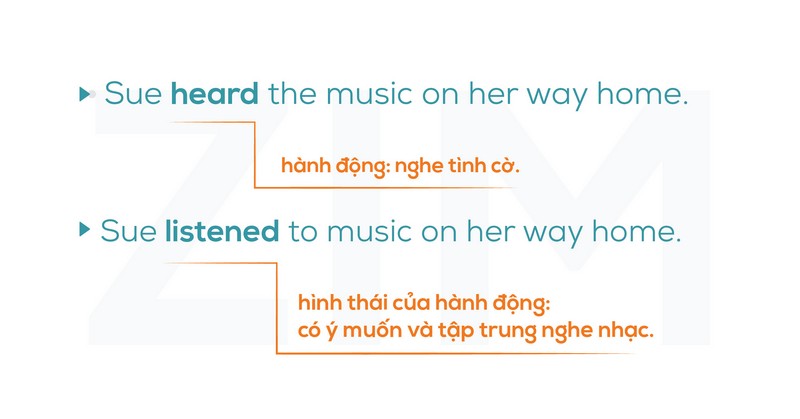 Sue heard the music on her way home.
hành động: nghe tình cờ.
Sue listened to music on her way home.
hình thái của hành động:
có ý muốn và tập trung nghe nhạc.
ZIM